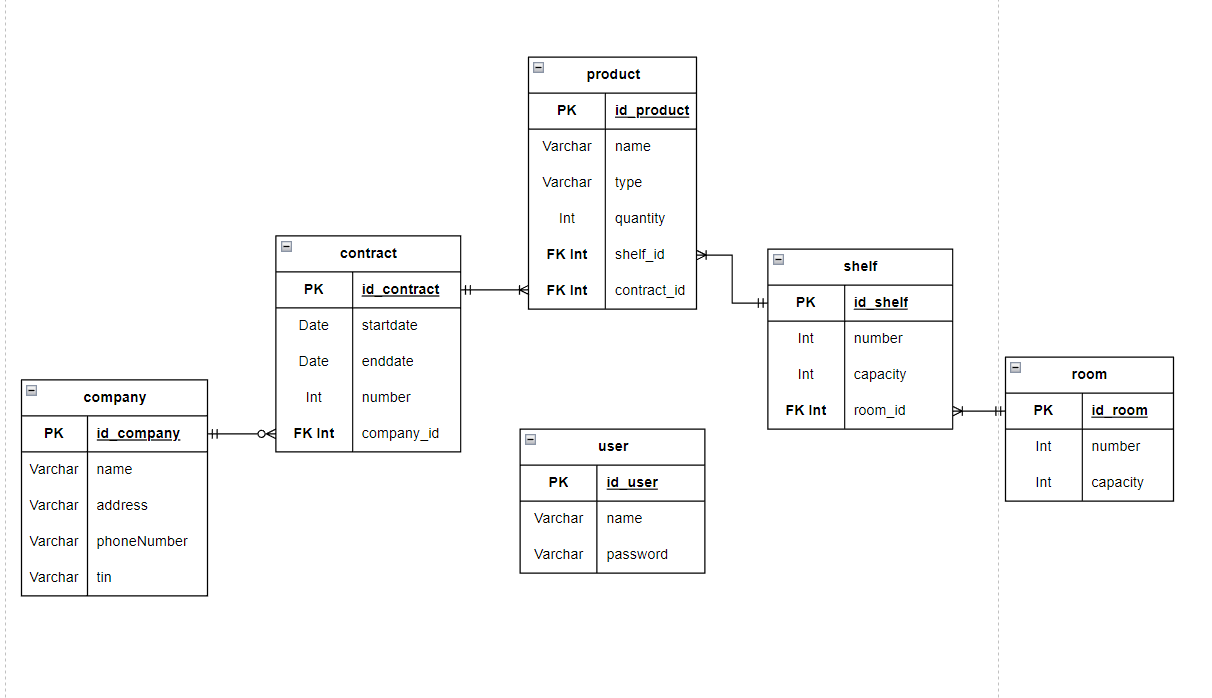 product
PK id_product
Varchar name
Varchar type
Int quantity
FK Int shelf_id
FK Int contract_id
contract
PK id_contract
Date startdate
Date enddate
Int number
FK Int company_id
shelf
PK id_shelf
Int number
Int capacity
FK Int room_id
room
PK id_room
Int number
Int capacity
company
PK id_company
Varchar name
Varchar address
Varchar phoneNumber
Varchar tin
user
PK id_user
Varchar name
Varchar password